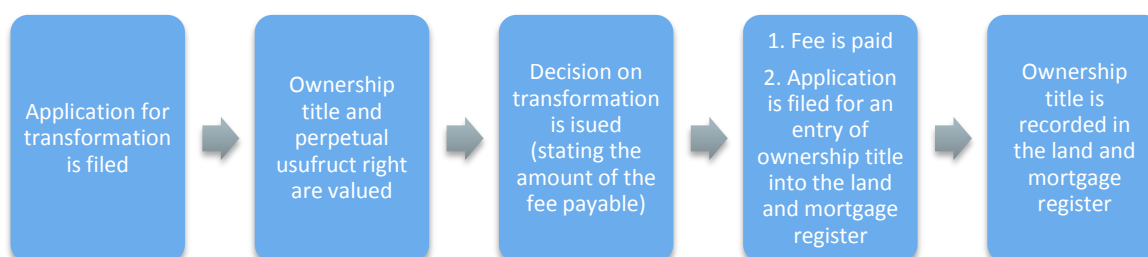 Application for
transformation
is filed
Ownership
title and
perpetual
usufruct right
are valued
Decision on
transformation
is isued
(stating the
amount of the
fee payable)
1. Fee is paid
2. Application
is filed for an
entry of
ownership title
into the land
and mortgage
register
Ownership
title is
recorded in
the land and
mortgage
register